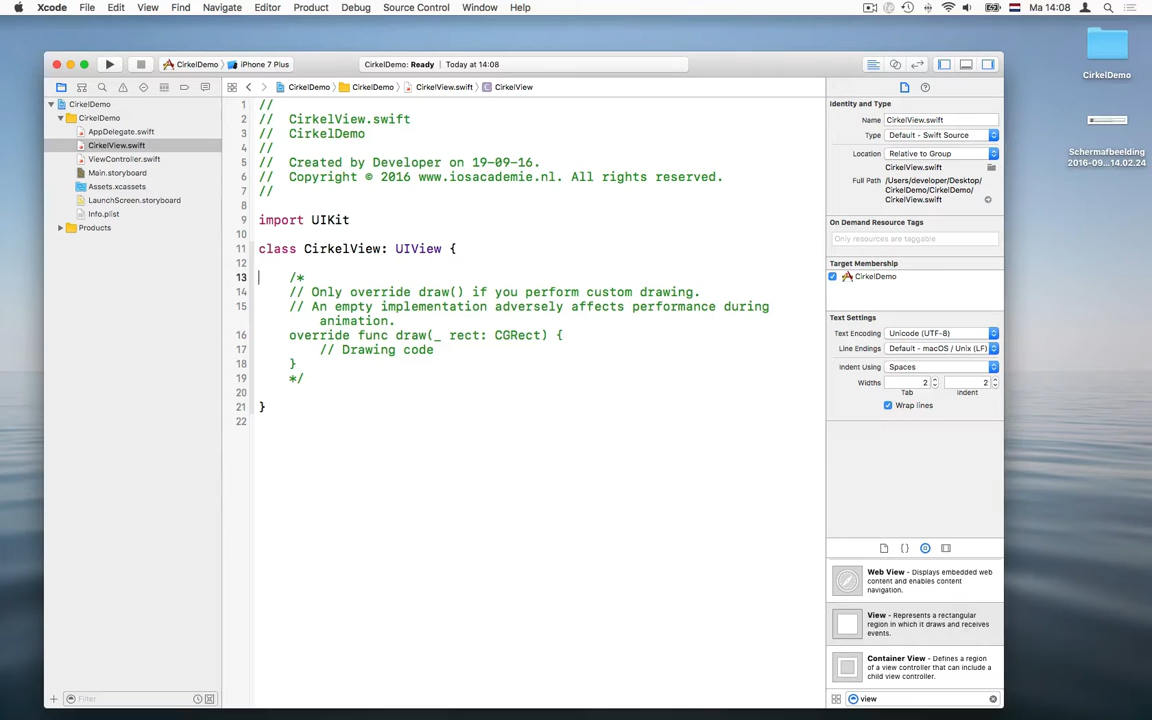 Xcode File Edit View Find Navigate Editor Product Debug Source Control Window Help Ma 14:08
CirkelDemo iPhone 7 Plus CirkelDemo: Ready Today at 14:08
CirkelDemo
Schermafbeelding
2016-09...14.02.24
CirkelDemo
CirkelDemo
AppDelegate.swift
CirkelView.swift
ViewController.swift
Main.storyboard
Assets.xcassets
LaunchScreen.storyboard
Info.plist
Products
Filter
CirkelDemo CirkelDemo CirkelView.swift C CirkelView
1 //
2 // CirkelView.swift
3 // CirkelDemo
4 //
5 // Created by Developer on 19-09-16.
6 // Copyright © 2016 www.iosacademie.nl. All rights reserved.
7 //
8
9 import UIKit
10
11 class CirkelView: UIView {
12
13 /*
14 // Only override draw() if you perform custom drawing.
15 // An empty implementation adversely affects performance during
animation.
16 override func draw(_ rect: CGRect) {
17 // Drawing code
18 }
19 */
20
21 }
22
Identity and Type
Name CirkelView.swift
Type Default - Swift Source
Location Relative to Group
CirkelView.swift
Full Path /Users/developer/Desktop/
CirkelDemo/CirkelDemo/
CirkelView.swift
On Demand Resource Tags
Only resources are taggable
Target Membership
CirkelDemo
Text Settings
Text Encoding Unicode (UTF-8)
Line Endings Default - macOS / Unix (LF)
Indent Using Spaces
Widths 2 2
Tab Indent
Wrap lines
Web View - Displays embedded web
content and enables content
navigation.
View - Represents a rectangular
region in which it draws and receives
events.
Container View - Defines a region
of a view controller that can include a
child view controller.
view